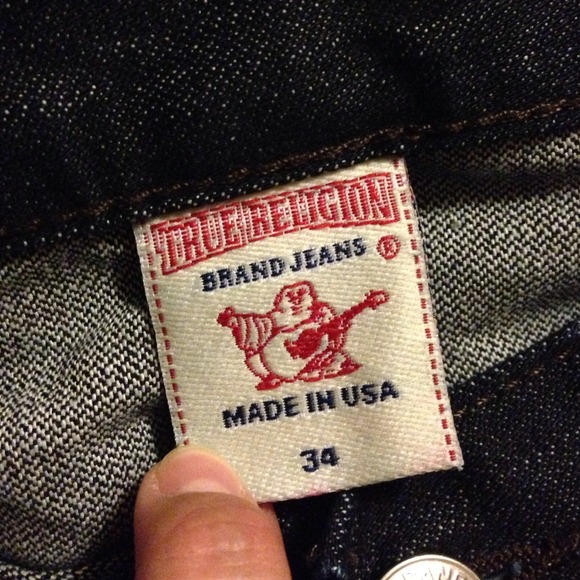 TRUE RELIGION
BRAND JEANS ®
MADE IN USA
34